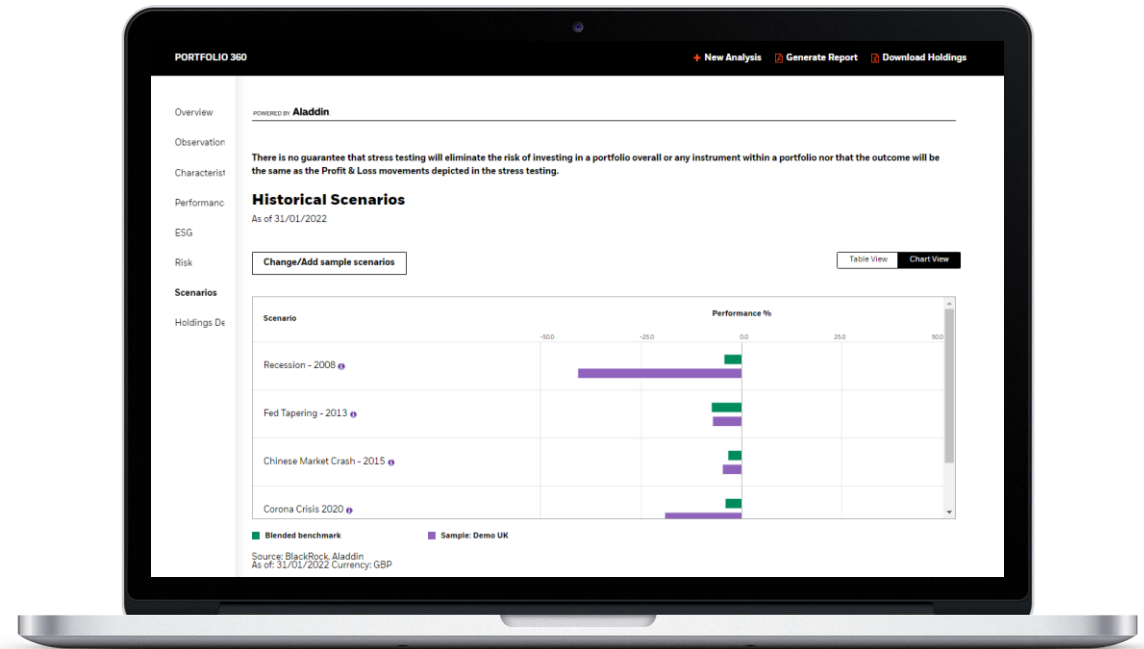 PORTFOLIO 360
+ New Analysis Generate Report Download Holdings
Overview
Observation
Characterist
Performanc
ESG
Risk
Scenarios
Holdings De
POWERED BY Aladdin
There is no guarantee that stress testing will eliminate the risk of investing in a portfolio overall or any instrument within a portfolio nor that the outcome will be
the same as the Profit & Loss movements depicted in the stress testing.
Historical Scenarios
As of 31/01/2022
Change/Add sample scenarios
Table View Chart View
Scenario
Performance %
-50.0 -25.0 0.0 25.0 50.0
Recession - 2008
Fed Tapering - 2013
Chinese Market Crash - 2015
Corona Crisis 2020
Blended benchmark Sample: Demo UK
Source: BlackRock, Aladdin
As of: 31/01/2022 Currency: GBP